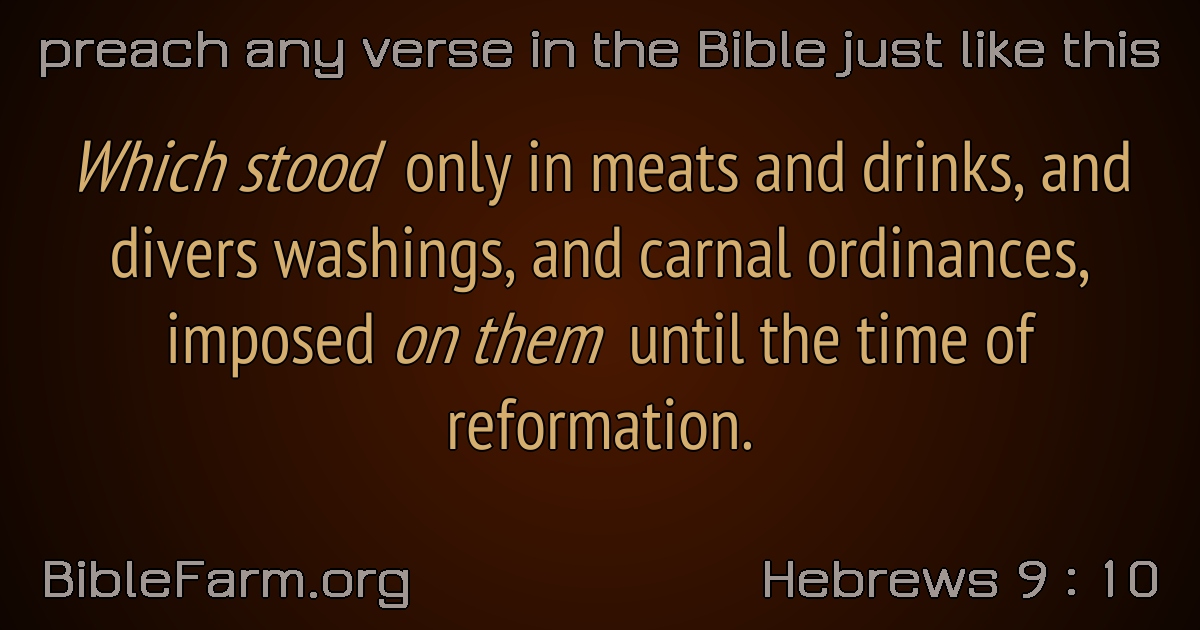 preach any verse in the Bible just like this
Which stood only in meats and drinks, and
divers washings, and carnal ordinances,
imposed on them until the time of
reformation.
BibleFarm.org
Hebrews 9 : 10